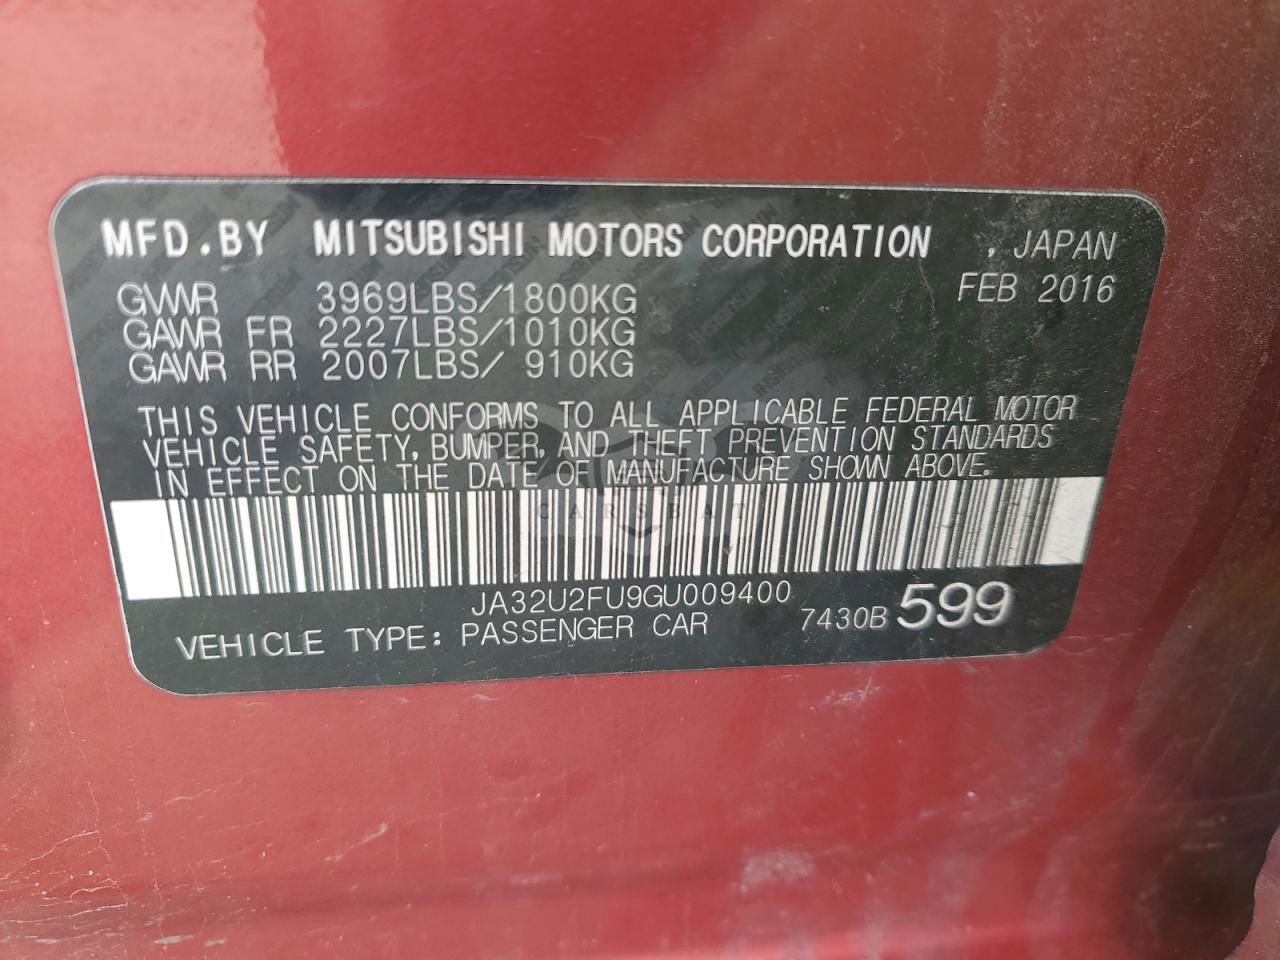 MFD.BY MITSUBISHI MOTORS CORPORATION , JAPAN
FEB 2016
GVWR 3969LBS/1800KG
GAWR FR 2227LBS/1010KG
GAWR RR 2007LBS/ 910KG
THIS VEHICLE CONFORMS TO ALL APPLICABLE FEDERAL MOTOR
VEHICLE SAFETY, BUMPER, AND THEFT PREVENTION STANDARDS
IN EFFECT ON THE DATE OF MANUFACTURE SHOWN ABOVE.
CARSBAT
JA32U2FU9GU009400
7430B 599
VEHICLE TYPE: PASSENGER CAR